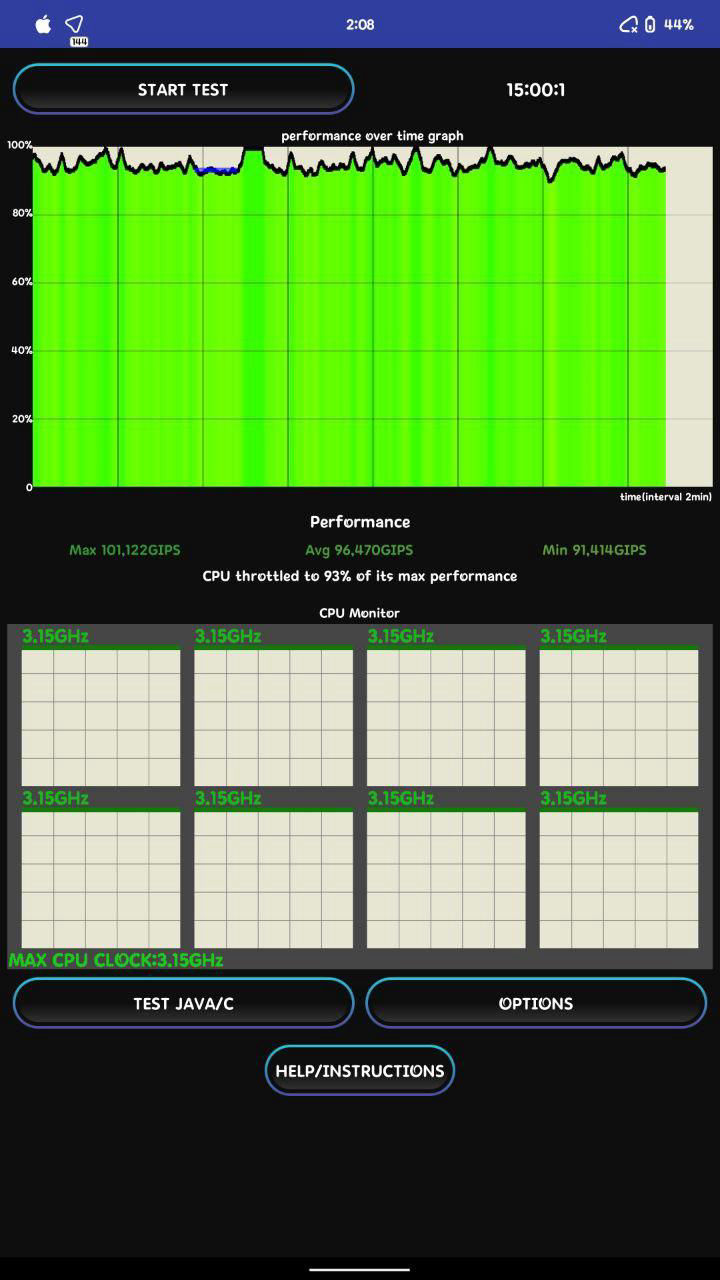 2:08
44%
144
START TEST
15:00:1
performance over time graph
100%
80%
60%
40%
20%
0
time(interval 2min)
Performance
Max 101,122GIPS Avg 96,470GIPS Min 91,414GIPS
CPU throttled to 93% of its max performance
CPU Monitor
3.15GHz 3.15GHz 3.15GHz 3.15GHz
3.15GHz 3.15GHz 3.15GHz 3.15GHz
MAX CPU CLOCK:3.15GHz
TEST JAVA/C OPTIONS
HELP/INSTRUCTIONS